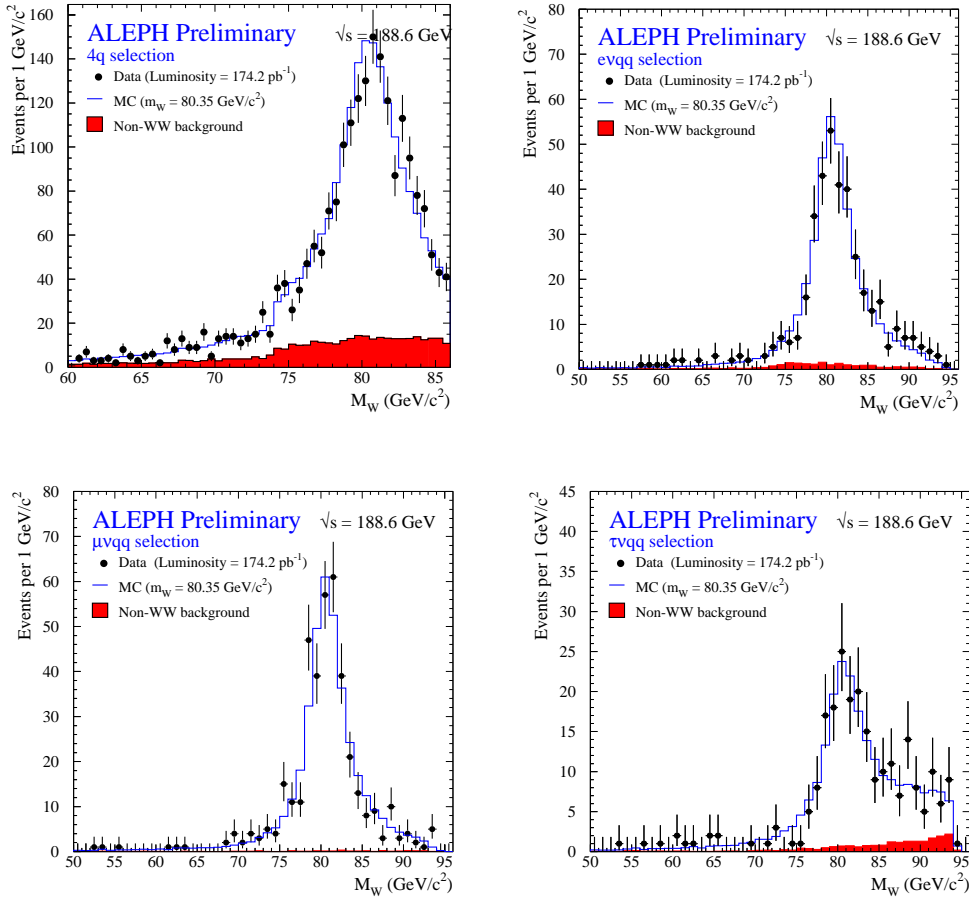 ALEPH Preliminary
√s = 188.6 GeV
4q selection
Data (Luminosity = 174.2 pb-1)
MC (mW = 80.35 GeV/c2)
Non-WW background
Events per 1 GeV/c2
160
140
120
100
80
60
40
20
0
60 65 70 75 80 85
MW (GeV/c2)
ALEPH Preliminary
√s = 188.6 GeV
eνqq selection
Data (Luminosity = 174.2 pb-1)
MC (mW = 80.35 GeV/c2)
Non-WW background
Events per 1 GeV/c2
80
70
60
50
40
30
20
10
0
50 55 60 65 70 75 80 85 90 95
MW (GeV/c2)
ALEPH Preliminary
√s = 188.6 GeV
μνqq selection
Data (Luminosity = 174.2 pb-1)
MC (mW = 80.35 GeV/c2)
Non-WW background
Events per 1 GeV/c2
80
70
60
50
40
30
20
10
0
50 55 60 65 70 75 80 85 90 95
MW (GeV/c2)
ALEPH Preliminary
√s = 188.6 GeV
τνqq selection
Data (Luminosity = 174.2 pb-1)
MC (mW = 80.35 GeV/c2)
Non-WW background
Events per 1 GeV/c2
45
40
35
30
25
20
15
10
5
0
50 55 60 65 70 75 80 85 90 95
MW (GeV/c2)